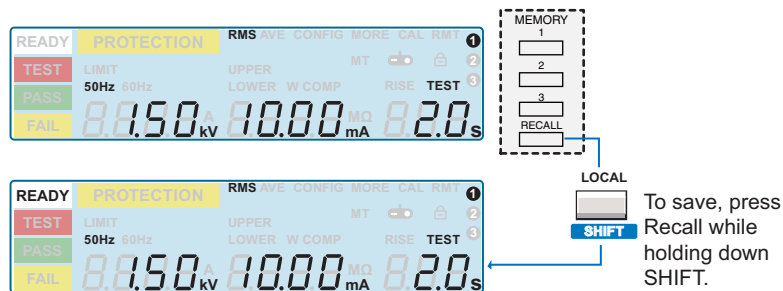 MEMORY
1
2
3
RECALL
READY PROTECTION RMS AVE CONFIG MORE CAL RMT 1
TEST LIMIT UPPER MT 2
50Hz 60Hz LOWER W COMP RISE TEST 3
PASS
FAIL 1.50 A kV 10.00 MΩ mA 2.0 s
LOCAL
SHIFT
To save, press
Recall while
holding down
SHIFT.
READY PROTECTION RMS AVE CONFIG MORE CAL RMT 1
TEST LIMIT UPPER MT 2
50Hz 60Hz LOWER W COMP RISE TEST 3
PASS
FAIL 1.50 A kV 10.00 MΩ mA 2.0 s